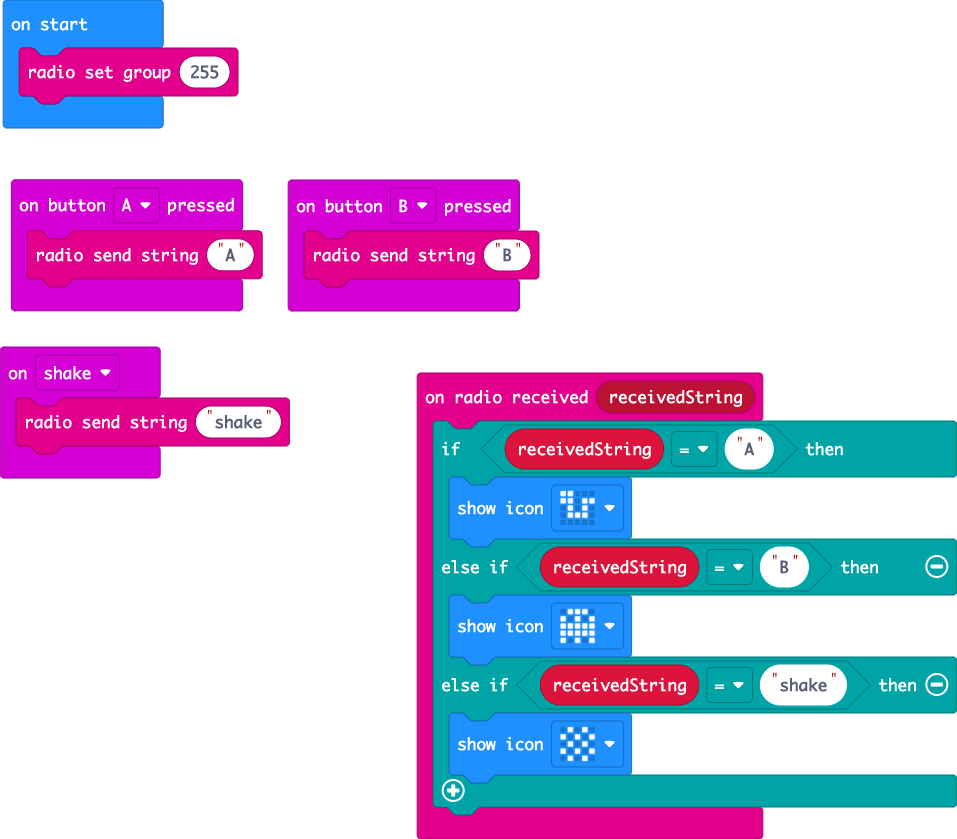 on start
radio set group 255
on button A pressed
radio send string "A"
on button B pressed
radio send string "B"
on shake
radio send string "shake"
on radio received receivedString
if receivedString = "A" then
show icon
else if receivedString = "B" then
show icon
else if receivedString = "shake" then
show icon